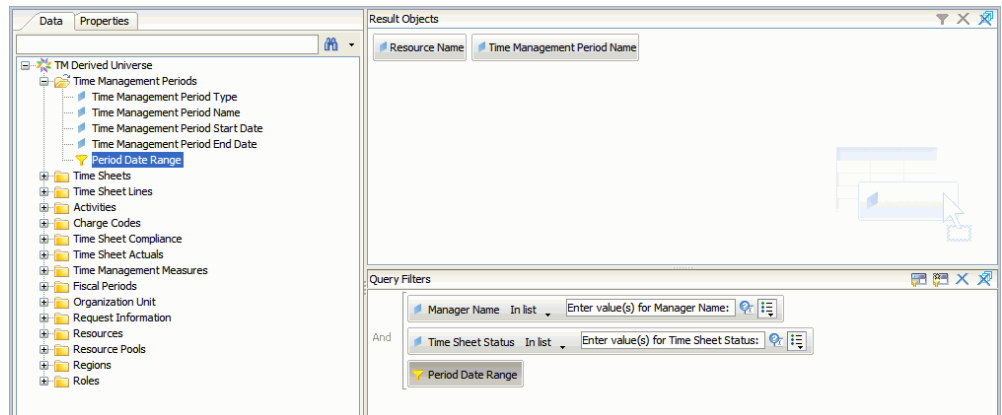 Data Properties
TM Derived Universe
Time Management Periods
Time Management Period Type
Time Management Period Name
Time Management Period Start Date
Time Management Period End Date
Period Date Range
Time Sheets
Time Sheet Lines
Activities
Charge Codes
Time Sheet Compliance
Time Sheet Actuals
Time Management Measures
Fiscal Periods
Organization Unit
Request Information
Resources
Resource Pools
Regions
Roles
Result Objects
Resource Name Time Management Period Name
Query Filters
And
Manager Name In list Enter value(s) for Manager Name:
Time Sheet Status In list Enter value(s) for Time Sheet Status:
Period Date Range